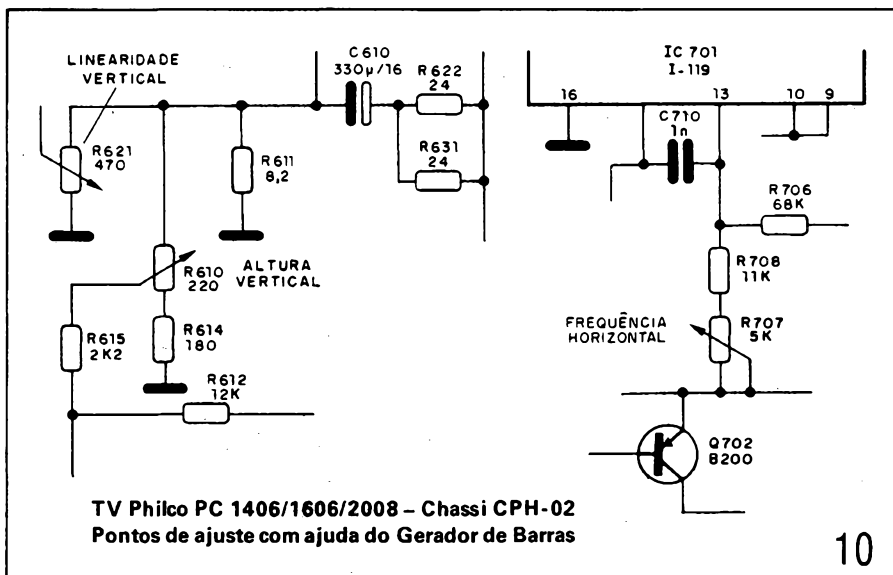 LINEARIDADE
VERTICAL
R621
470
C610
330µ/16
R622
24
R631
24
R611
8,2
R610
220
ALTURA
VERTICAL
R615
2K2
R614
180
R612
12K
IC 701
I-119
16
13
10
9
C710
1n
R706
68K
R708
11K
FREQUÊNCIA
HORIZONTAL
R707
5K
Q702
B200
TV Philco PC 1406/1606/2008 – Chassi CPH-02
Pontos de ajuste com ajuda do Gerador de Barras
10